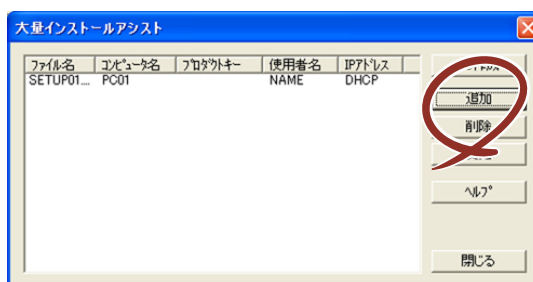 大量インストールアシスト
ファイル名 コンピュータ名 プロダクトキー 使用者名 IPアドレス
SETUP01... PC01 NAME DHCP
追加
削除
ヘルプ
閉じる